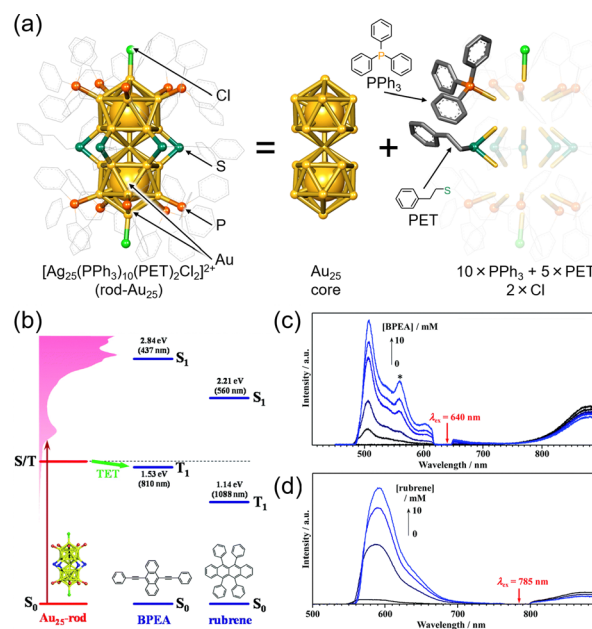 (a)
Cl
S
P
Au
[Ag25(PPh3)10(PET)2Cl2]2+
(rod-Au25)
=
Au25
core
+
P
PPh3
S
PET
10 × PPh3 + 5 × PET
2 × Cl
(b)
2.84 eV
(437 nm)
S1
2.21 eV
(560 nm)
S1
S/T
TET
T1
1.53 eV
(810 nm)
1.14 eV
(1088 nm)
T1
S0
S0
S0
Au25-rod
BPEA
rubrene
(c)
[BPEA] / mM
10
0
*
λex = 640 nm
Intensity / a.u.
500 600 700 800
Wavelength / nm
(d)
[rubrene]
/ mM
10
0
λex = 785 nm
Intensity / a.u.
500 600 700 800 900
Wavelength / nm